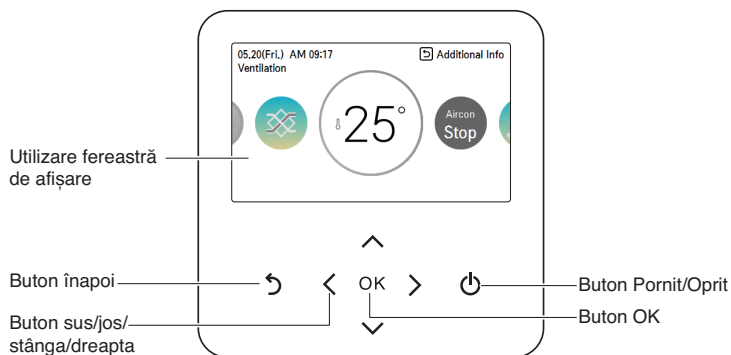 05.20(Fri.) AM 09:17
Additional Info
Ventilation
25°
Aircon
Stop
Utilizare fereastră
de afișare
Buton înapoi
OK
Buton Pornit/Oprit
Buton OK
Buton sus/jos/
stânga/dreapta